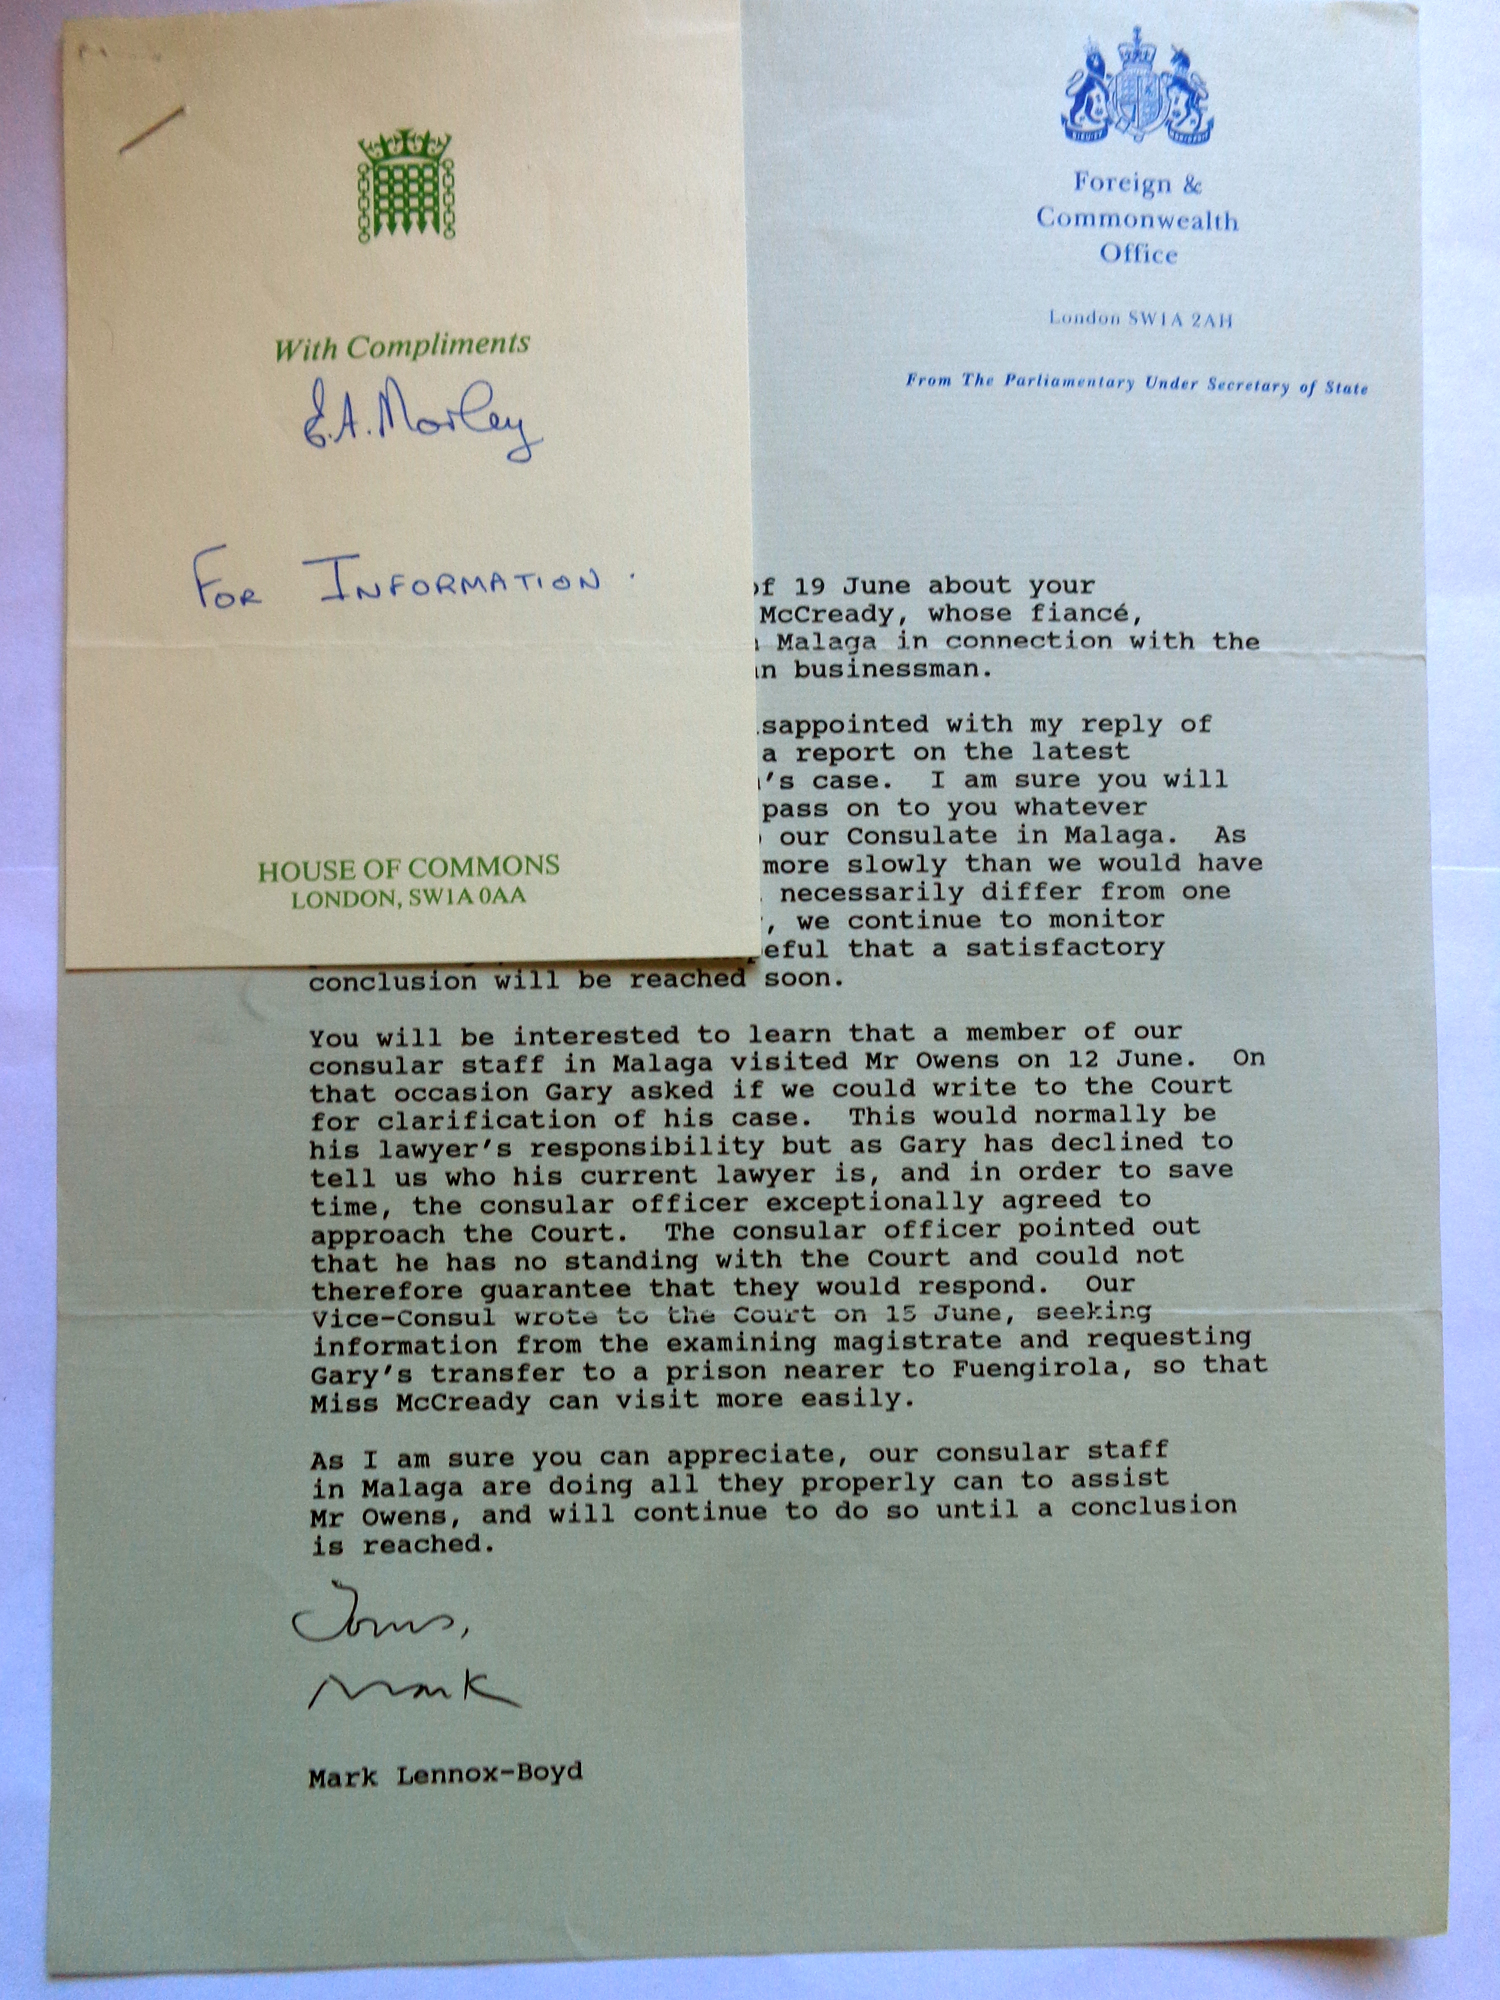 With Compliments
E.A. Morley
FOR INFORMATION.
HOUSE OF COMMONS
LONDON, SW1A 0AA
Foreign &
Commonwealth
Office
London SW1A 2AH
From The Parliamentary Under Secretary of State
of 19 June about your
McCready, whose fiancé,
Malaga in connection with the
businessman.
sappointed with my reply of
a report on the latest
's case. I am sure you will
pass on to you whatever
our Consulate in Malaga. As
more slowly than we would have
necessarily differ from one
, we continue to monitor
eful that a satisfactory
conclusion will be reached soon.
You will be interested to learn that a member of our
consular staff in Malaga visited Mr Owens on 12 June. On
that occasion Gary asked if we could write to the Court
for clarification of his case. This would normally be
his lawyer's responsibility but as Gary has declined to
tell us who his current lawyer is, and in order to save
time, the consular officer exceptionally agreed to
approach the Court. The consular officer pointed out
that he has no standing with the Court and could not
therefore guarantee that they would respond. Our
Vice-Consul wrote to the Court on 15 June, seeking
information from the examining magistrate and requesting
Gary's transfer to a prison nearer to Fuengirola, so that
Miss McCready can visit more easily.
As I am sure you can appreciate, our consular staff
in Malaga are doing all they properly can to assist
Mr Owens, and will continue to do so until a conclusion
is reached.
Yours,
Mark
Mark Lennox-Boyd